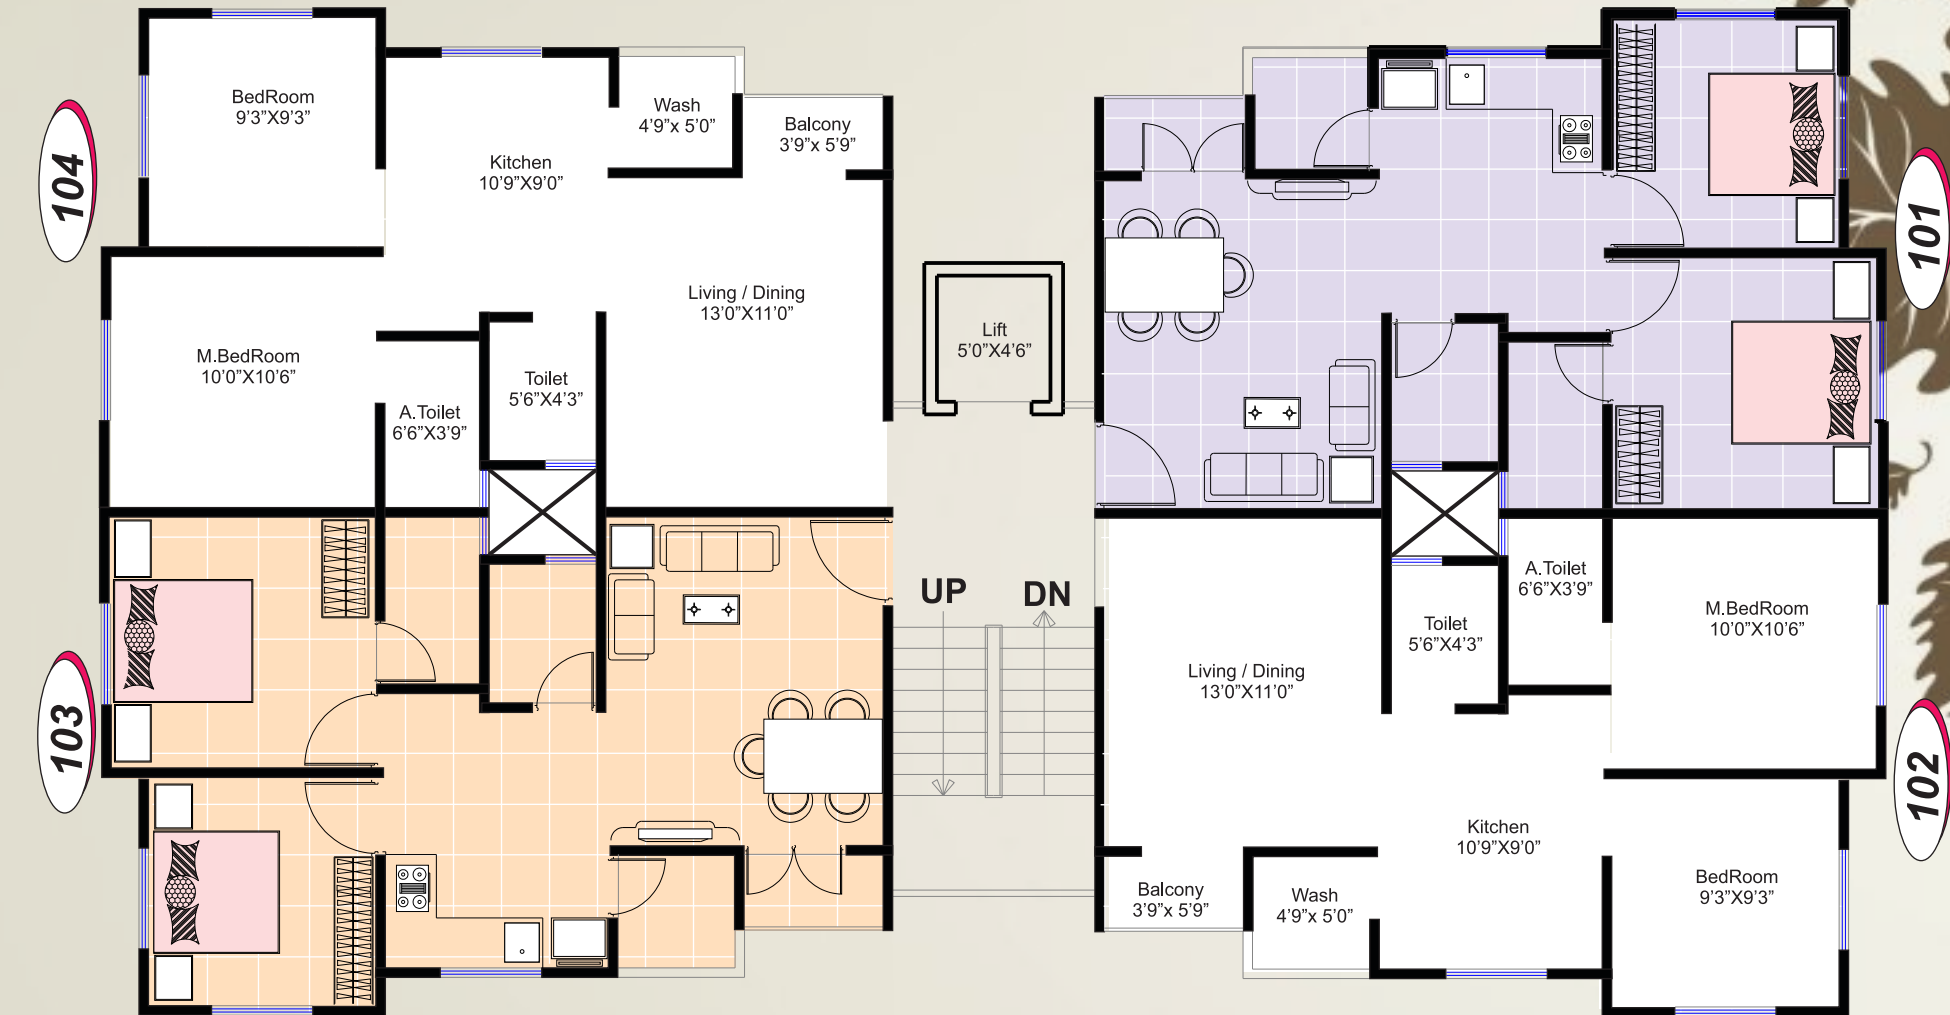 104
BedRoom
9'3"X9'3"
Kitchen
10'9"X9'0"
Wash
4'9"x 5'0"
Balcony
3'9"x 5'9"
Living / Dining
13'0"X11'0"
M.BedRoom
10'0"X10'6"
A.Toilet
6'6"X3'9"
Toilet
5'6"X4'3"
Lift
5'0"X4'6"
101
103
UP
DN
102
A.Toilet
6'6"X3'9"
M.BedRoom
10'0"X10'6"
Toilet
5'6"X4'3"
Living / Dining
13'0"X11'0"
Kitchen
10'9"X9'0"
Balcony
3'9"x 5'9"
Wash
4'9"x 5'0"
BedRoom
9'3"X9'3"